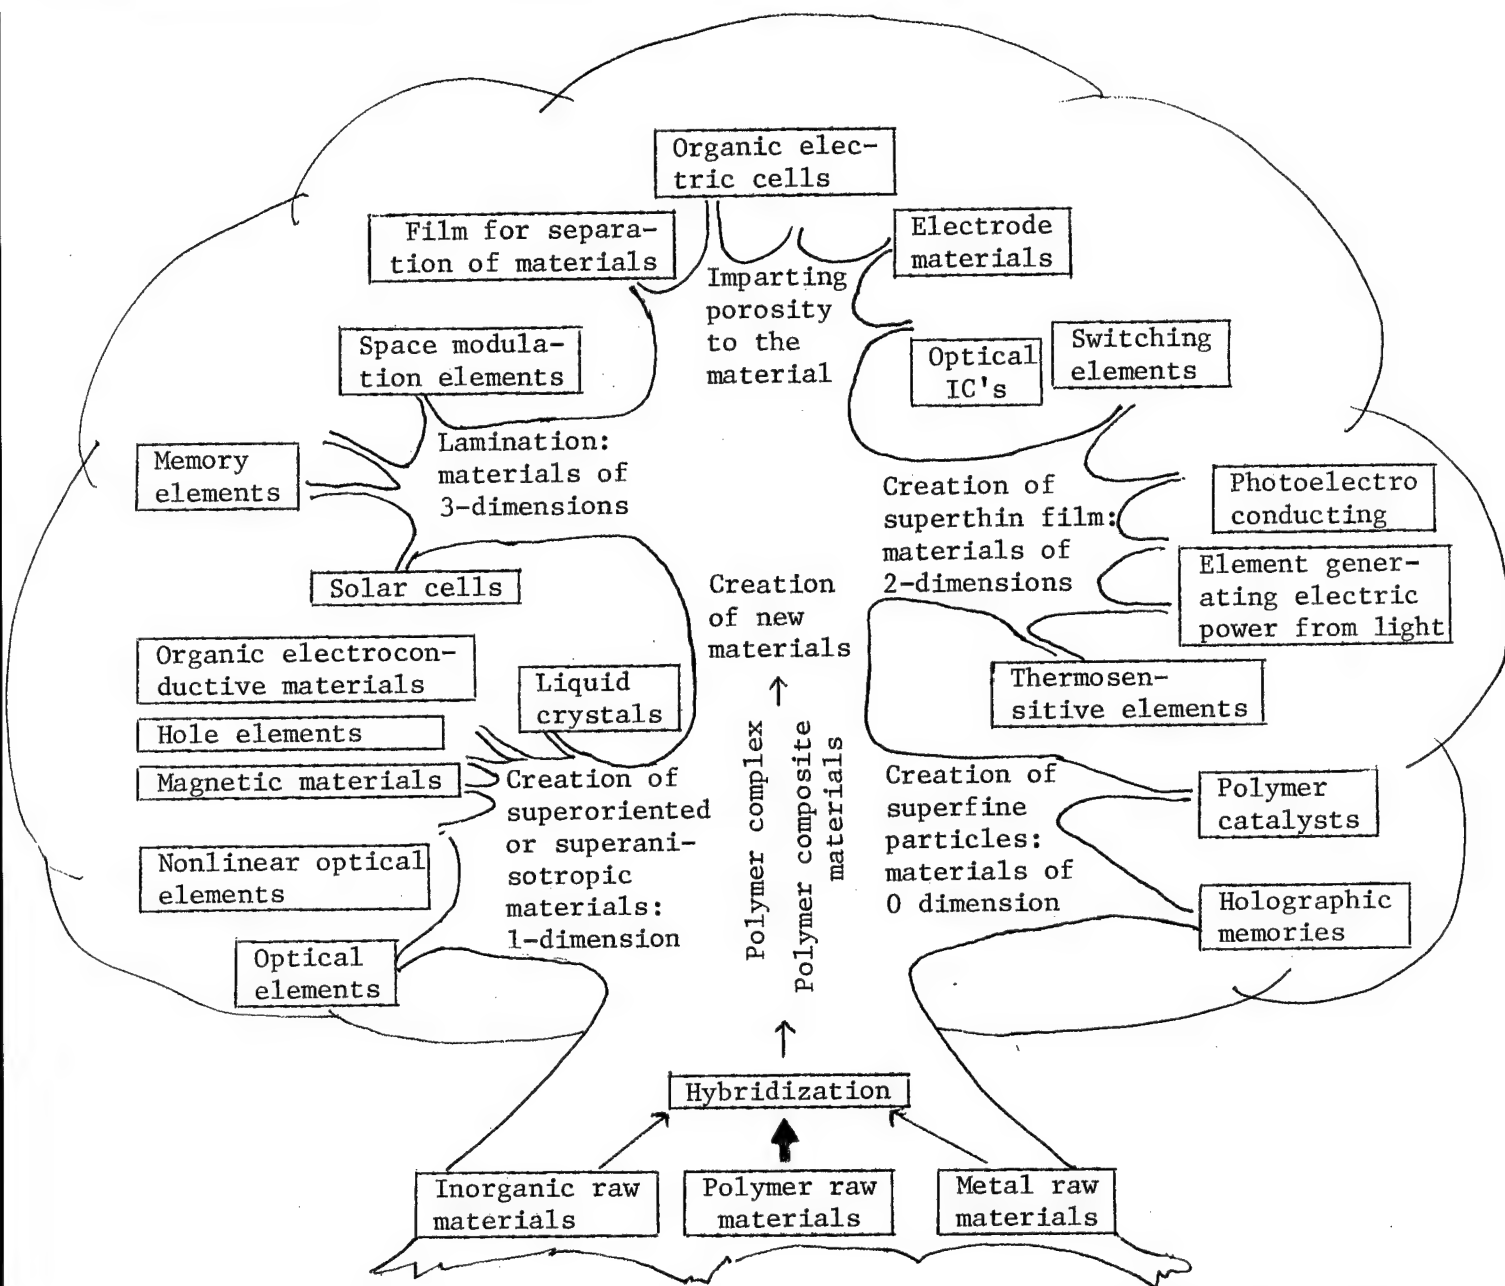 Organic elec-
tric cells
Film for separa-
tion of materials
Electrode
materials
Imparting
porosity
to the
material
Space modula-
tion elements
Optical
IC's
Switching
elements
Memory
elements
Lamination:
materials of
3-dimensions
Creation of
superthin film:
materials of
2-dimensions
Photoelectro
conducting
Element gener-
ating electric
power from light
Solar cells
Creation
of new
materials
Organic electrocon-
ductive materials
Liquid
crystals
Thermosen-
sitive elements
Hole elements
Magnetic materials
Creation of
superoriented
or superani-
sotropic
materials:
1-dimension
Polymer complex
Polymer composite
materials
Creation of
superfine
particles:
materials of
0 dimension
Polymer
catalysts
Nonlinear optical
elements
Holographic
memories
Optical
elements
Hybridization
Inorganic raw
materials
Polymer raw
materials
Metal raw
materials